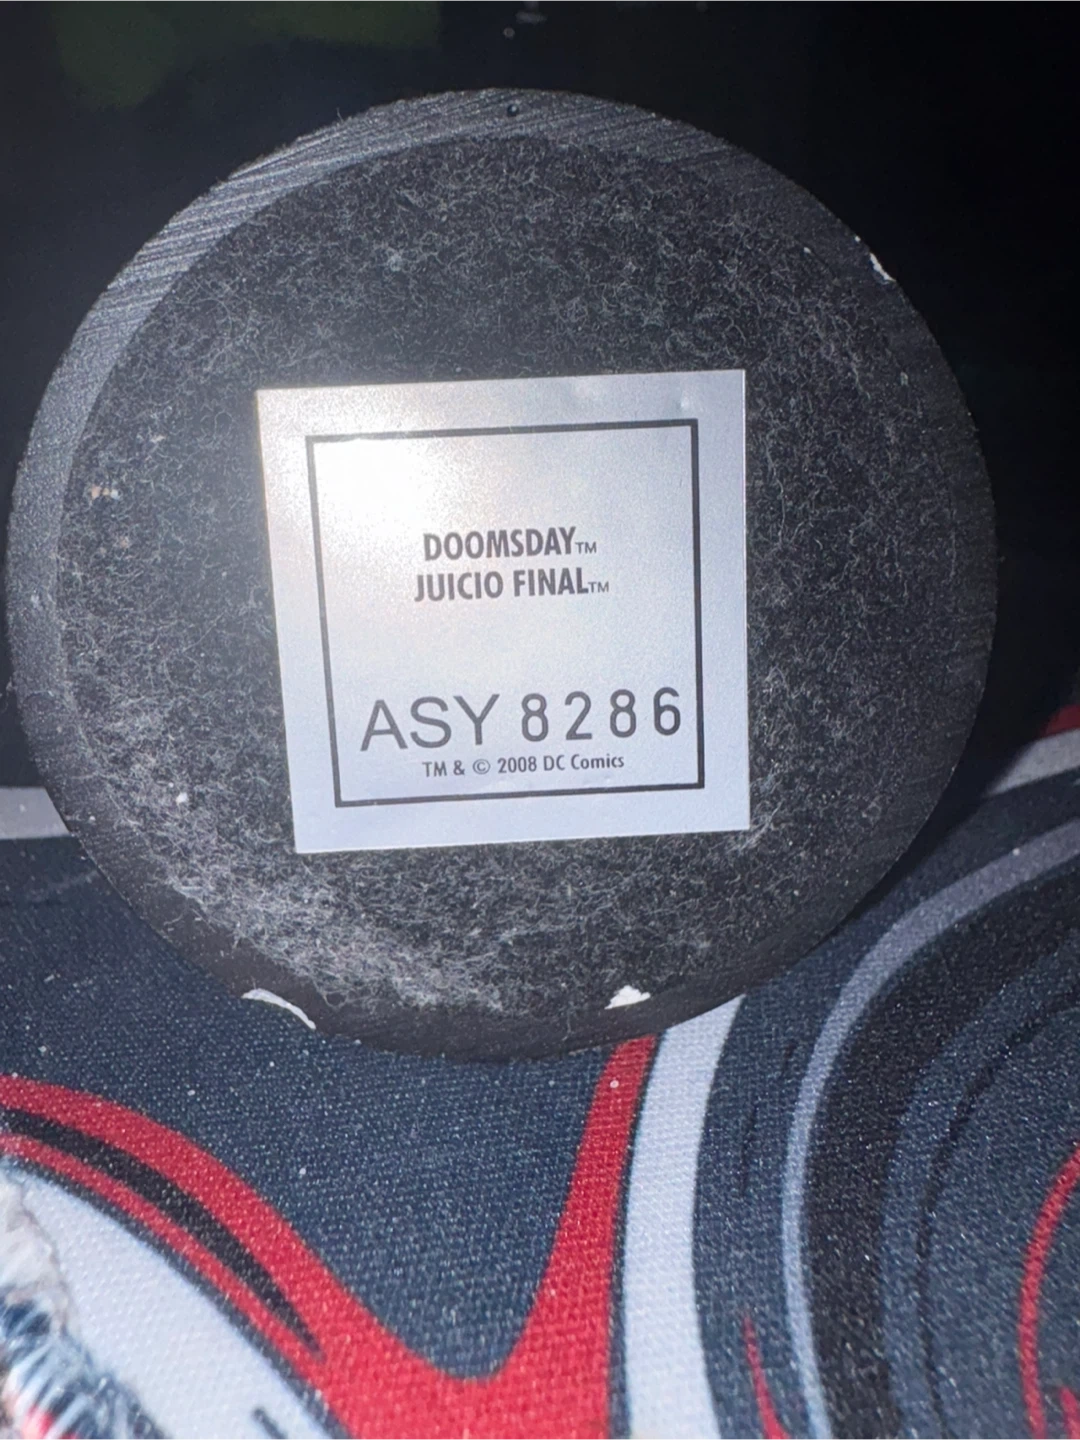 DOOMSDAY™
JUICIO FINAL™
ASY 8286
TM & © 2008 DC Comics